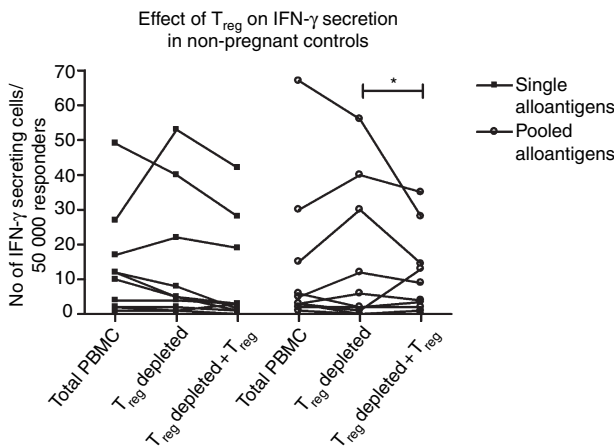 Effect of Treg on IFN-γ secretion
in non-pregnant controls
No of IFN-γ secreting cells/
50 000 responders
70
60
50
40
30
20
10
0
*
Single
alloantigens
Pooled
alloantigens
Total PBMC
Treg depleted
Treg depleted + Treg
Total PBMC
Treg depleted
Treg depleted + Treg